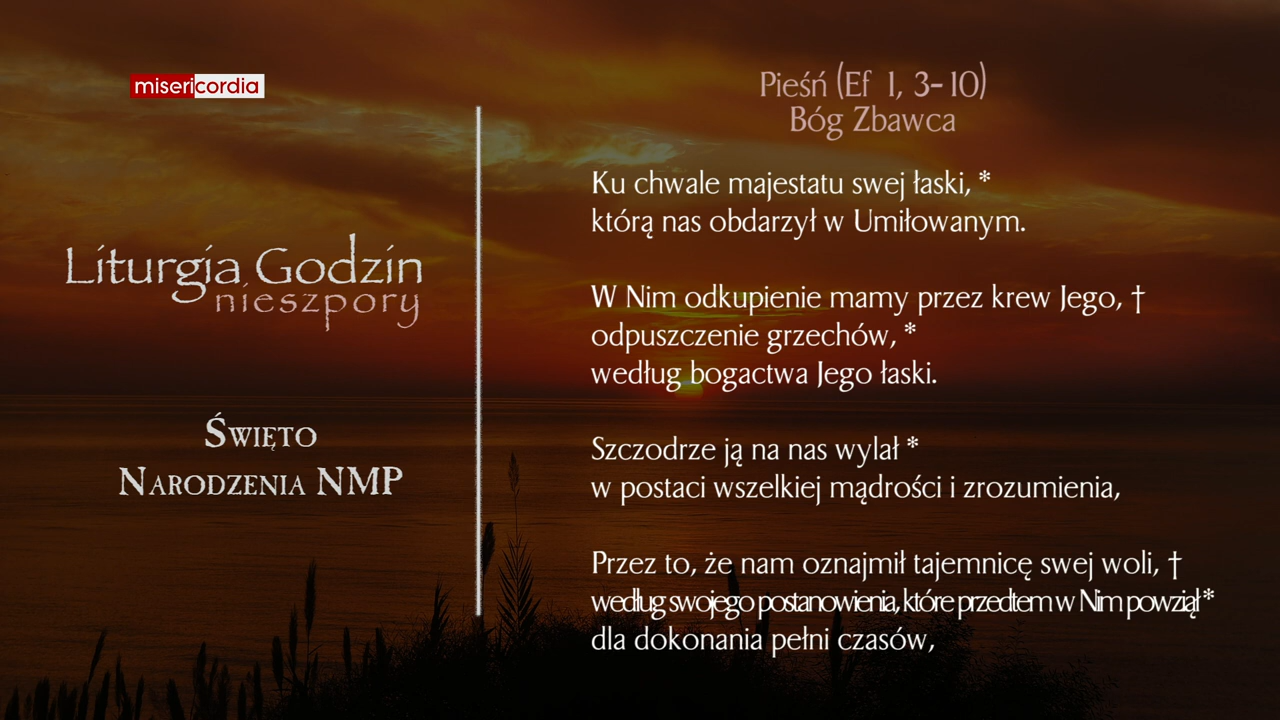 misericordia
Liturgia Godzin
nieszpory
Święto
Narodzenia NMP
Pieśń (Ef 1, 3-10)
Bóg Zbawca
Ku chwale majestatu swej łaski, *
którą nas obdarzył w Umiłowanym.
W Nim odkupienie mamy przez krew Jego, †
odpuszczenie grzechów, *
według bogactwa Jego łaski.
Szczodrze ją na nas wylał *
w postaci wszelkiej mądrości i zrozumienia,
Przez to, że nam oznajmił tajemnicę swej woli, †
według swojego postanowienia, które przedtem w Nim powziął *
dla dokonania pełni czasów,